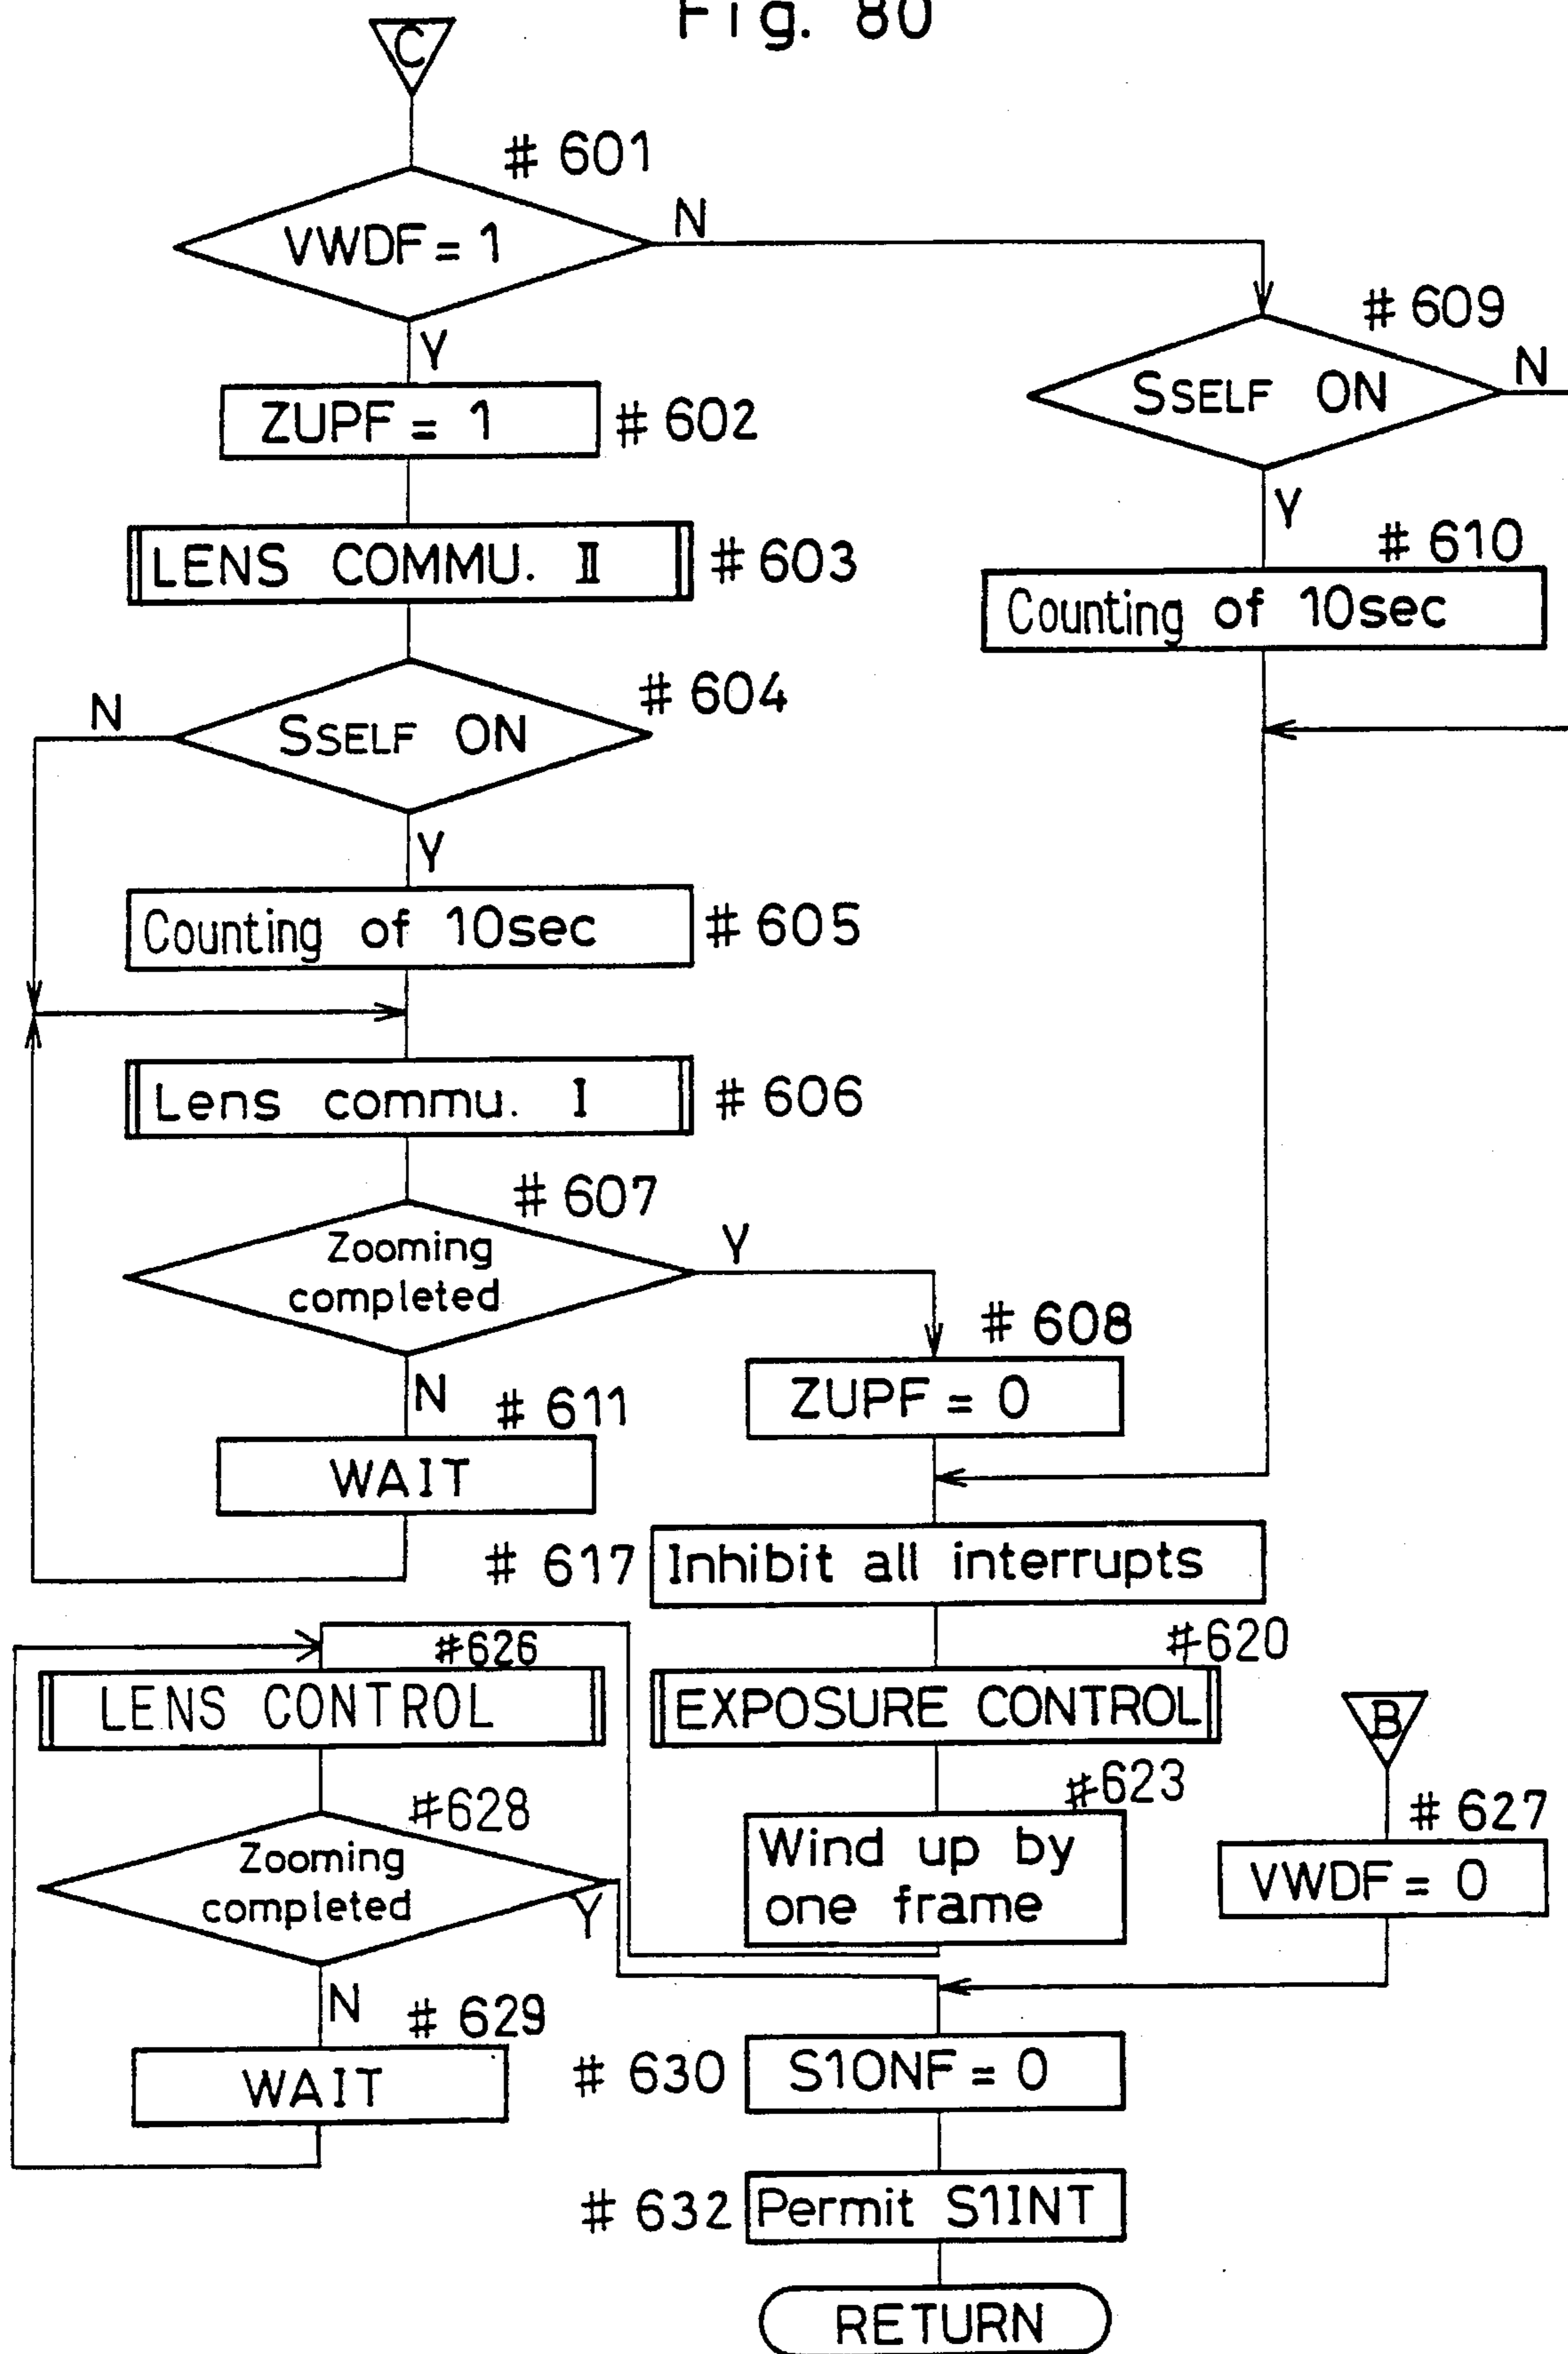 Fig. 80
C
# 601
VWDF = 1
N
Y
# 609
SSELF ON
N
Y
ZUPF = 1
# 602
LENS COMMU. II
# 603
# 610
Counting of 10sec
# 604
N
SSELF ON
Y
Counting of 10sec
# 605
Lens commu. I
# 606
# 607
Zooming
completed
Y
# 608
ZUPF = 0
N
# 611
WAIT
# 617
Inhibit all interrupts
#626
LENS CONTROL
#620
EXPOSURE CONTROL
B
#628
Zooming
completed
Y
#623
Wind up by
one frame
# 627
VWDF = 0
N
# 629
WAIT
# 630
S1ONF = 0
# 632
Permit S1INT
RETURN